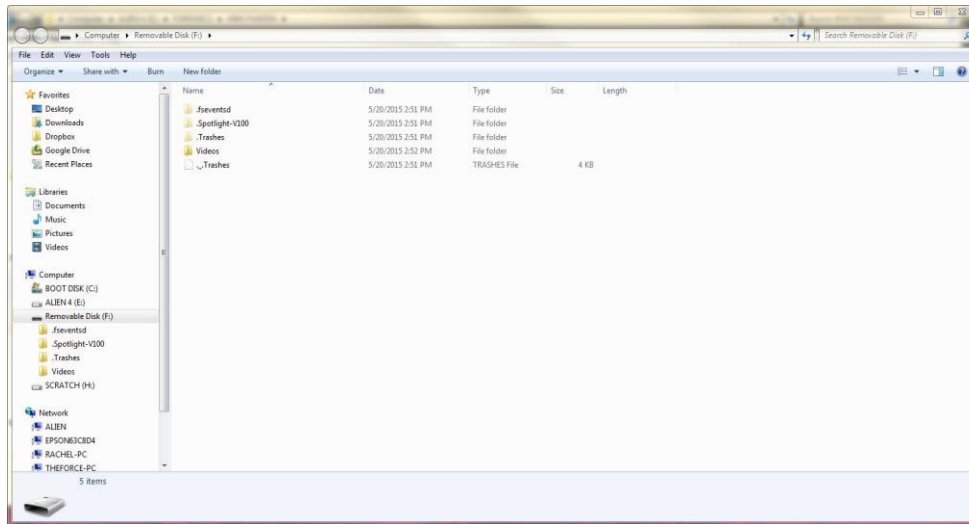 Computer ▸ Removable Disk (F:) ▸
Search Removable Disk (F:)
File Edit View Tools Help
Organize Share with Burn New folder
Favorites
Desktop
Downloads
Dropbox
Google Drive
Recent Places
Libraries
Documents
Music
Pictures
Videos
Computer
BOOT DISK (C:)
ALIEN 4 (E:)
Removable Disk (F:)
.fseventsd
.Spotlight-V100
.Trashes
Videos
SCRATCH (H:)
Network
ALIEN
EPSON63C8D4
RACHEL-PC
THEFORCE-PC
Name Date Type Size Length
.fseventsd 5/20/2015 2:51 PM File folder
.Spotlight-V100 5/20/2015 2:51 PM File folder
.Trashes 5/20/2015 2:51 PM File folder
Videos 5/20/2015 2:52 PM File folder
._.Trashes 5/20/2015 2:51 PM TRASHES File 4 KB
5 items